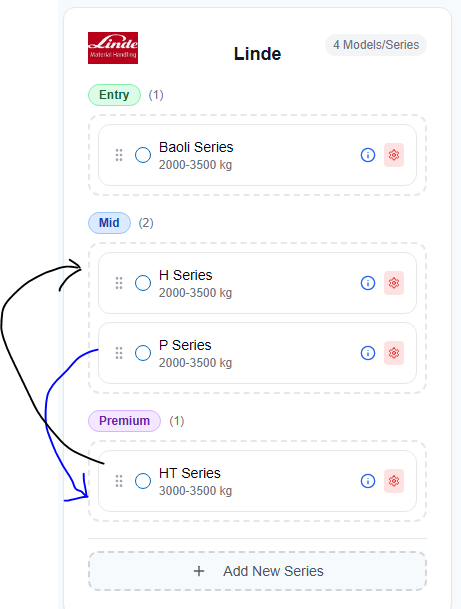 Linde
Material Handling
Linde
4 Models/Series
Entry (1)
Baoli Series
2000-3500 kg
Mid (2)
H Series
2000-3500 kg
P Series
2000-3500 kg
Premium (1)
HT Series
3000-3500 kg
+ Add New Series